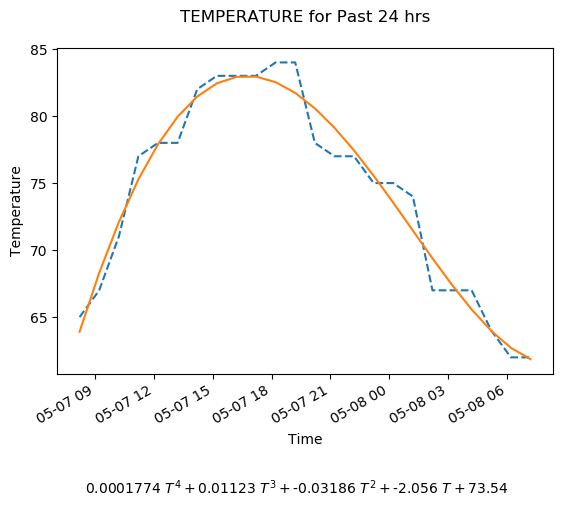 TEMPERATURE for Past 24 hrs
85
80
75
70
65
Temperature
05-07 09 05-07 12 05-07 15 05-07 18 05-07 21 05-08 00 05-08 03 05-08 06
Time
0.0001774 T⁴ + 0.01123 T³ + -0.03186 T² + -2.056 T + 73.54